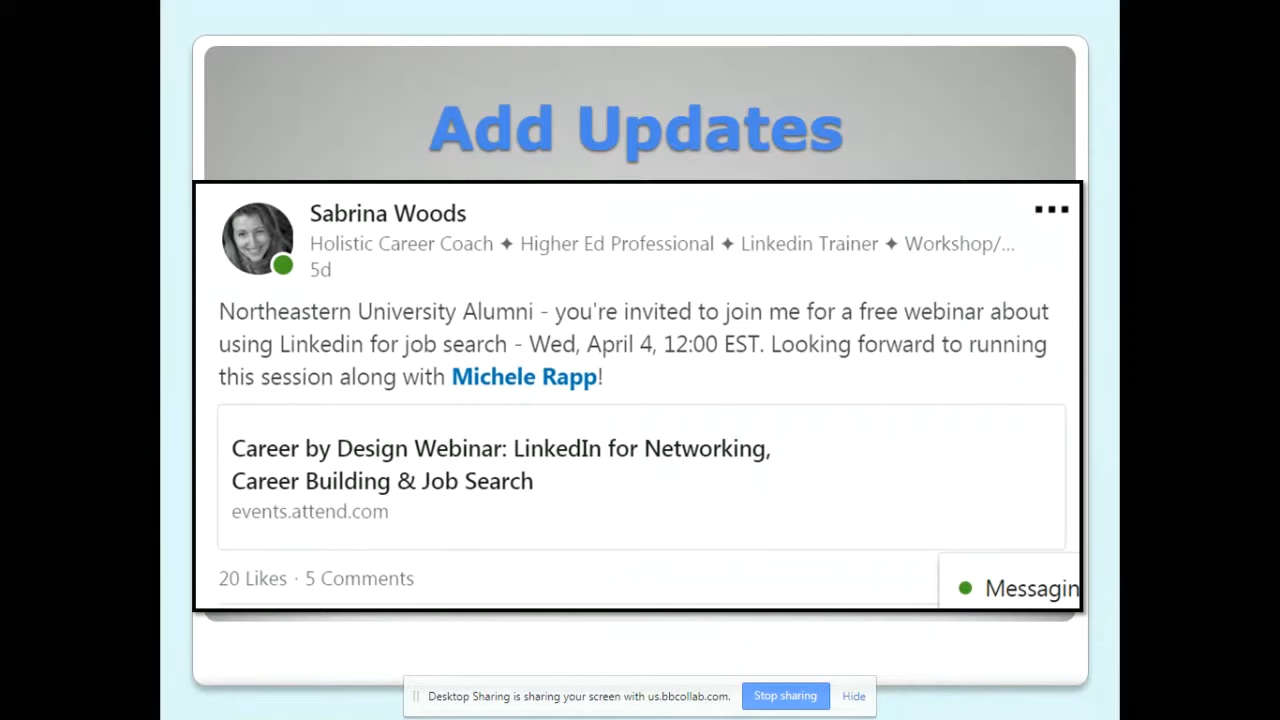 Add Updates
Sabrina Woods
Holistic Career Coach ✦ Higher Ed Professional ✦ Linkedin Trainer ✦ Workshop/...
5d
Northeastern University Alumni - you're invited to join me for a free webinar about
using Linkedin for job search - Wed, April 4, 12:00 EST. Looking forward to running
this session along with Michele Rapp!
Career by Design Webinar: LinkedIn for Networking,
Career Building & Job Search
events.attend.com
20 Likes · 5 Comments
Messagin
Desktop Sharing is sharing your screen with us.bbcollab.com. Stop sharing Hide